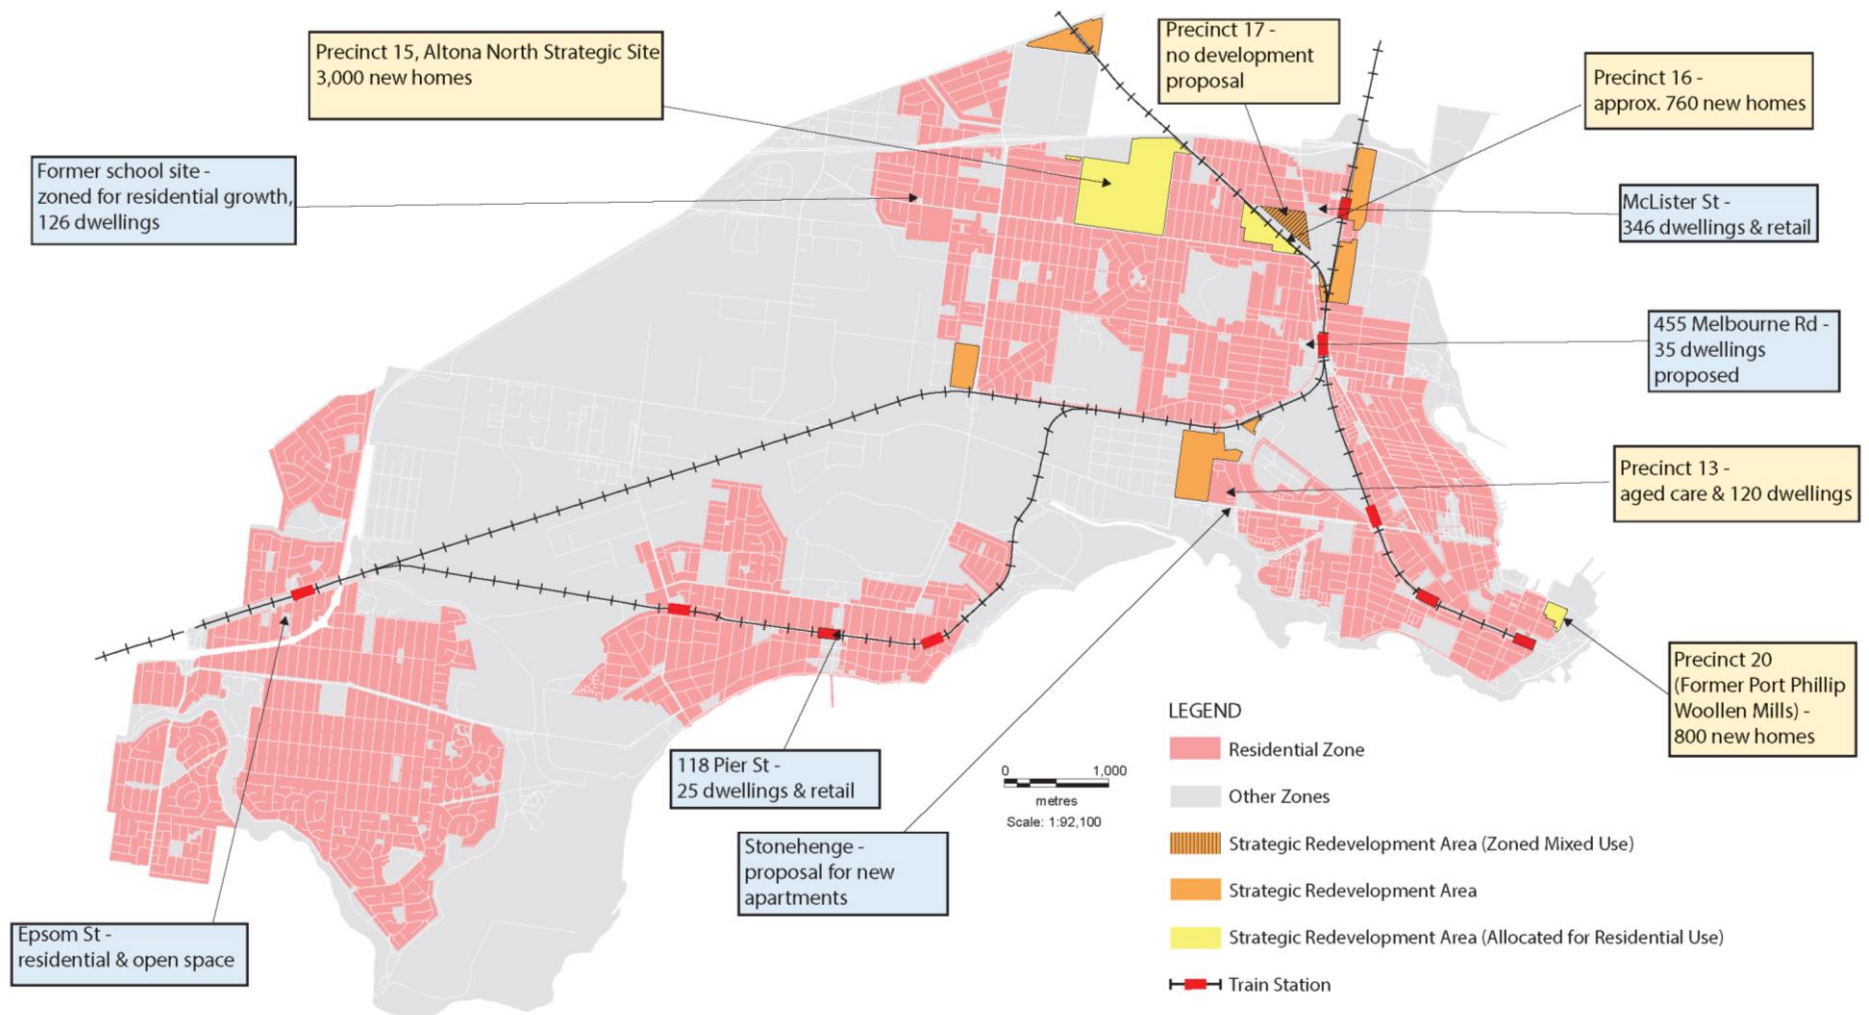 Precinct 15, Altona North Strategic Site
3,000 new homes
Precinct 17 -
no development
proposal
Precinct 16 -
approx. 760 new homes
Former school site -
zoned for residential growth,
126 dwellings
McLister St -
346 dwellings & retail
455 Melbourne Rd -
35 dwellings
proposed
Precinct 13 -
aged care & 120 dwellings
Precinct 20
(Former Port Phillip
Woollen Mills) -
800 new homes
118 Pier St -
25 dwellings & retail
Stonehenge -
proposal for new
apartments
Epsom St -
residential & open space
0 1,000
metres
Scale: 1:92,100
LEGEND
Residential Zone
Other Zones
Strategic Redevelopment Area (Zoned Mixed Use)
Strategic Redevelopment Area
Strategic Redevelopment Area (Allocated for Residential Use)
Train Station